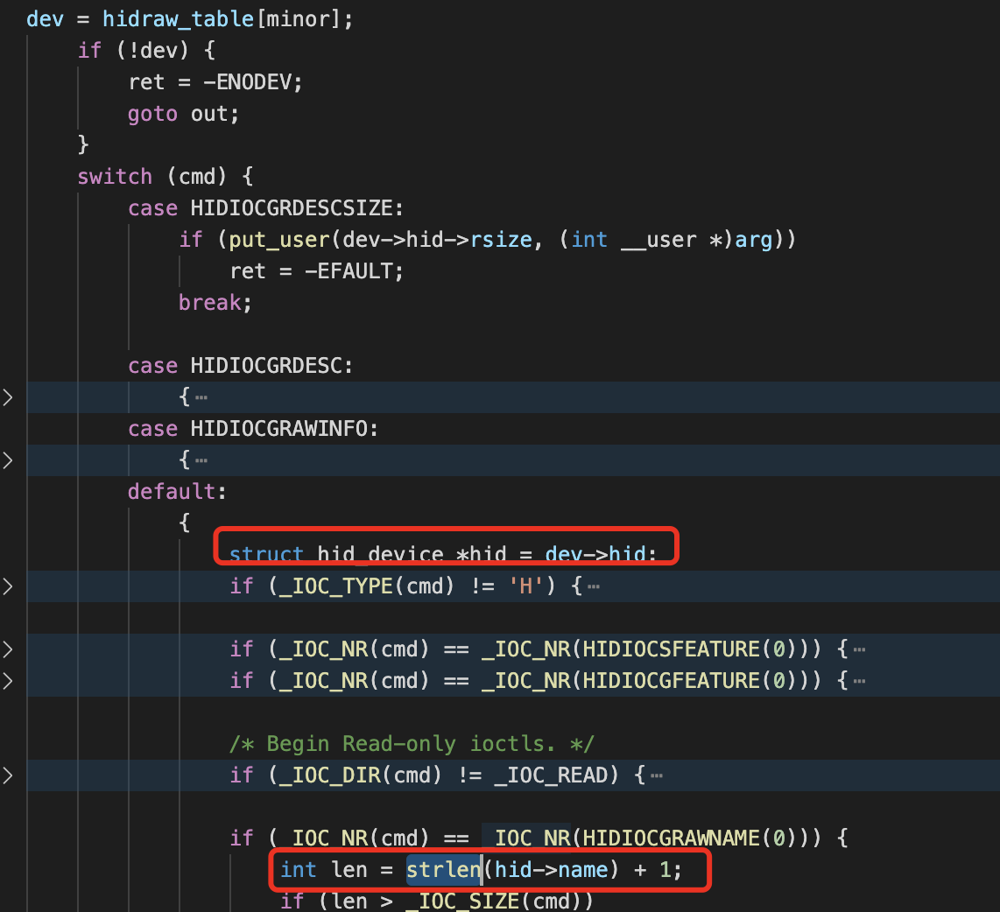 dev = hidraw_table[minor];
if (!dev) {
ret = -ENODEV;
goto out;
}
switch (cmd) {
case HIDIOCGRDESCSIZE:
if (put_user(dev->hid->rsize, (int __user *)arg))
ret = -EFAULT;
break;
case HIDIOCGRDESC:
{ ⋯
case HIDIOCGRAWINFO:
{ ⋯
default:
{
struct hid_device *hid = dev->hid;
if (_IOC_TYPE(cmd) != 'H') { ⋯
if (_IOC_NR(cmd) == _IOC_NR(HIDIOCSFEATURE(0))) { ⋯
if (_IOC_NR(cmd) == _IOC_NR(HIDIOCGFEATURE(0))) { ⋯
/* Begin Read-only ioctls. */
if (_IOC_DIR(cmd) != _IOC_READ) { ⋯
if (_IOC_NR(cmd) == _IOC_NR(HIDIOCGRAWNAME(0))) {
int len = strlen(hid->name) + 1;
if (len > _IOC_SIZE(cmd))